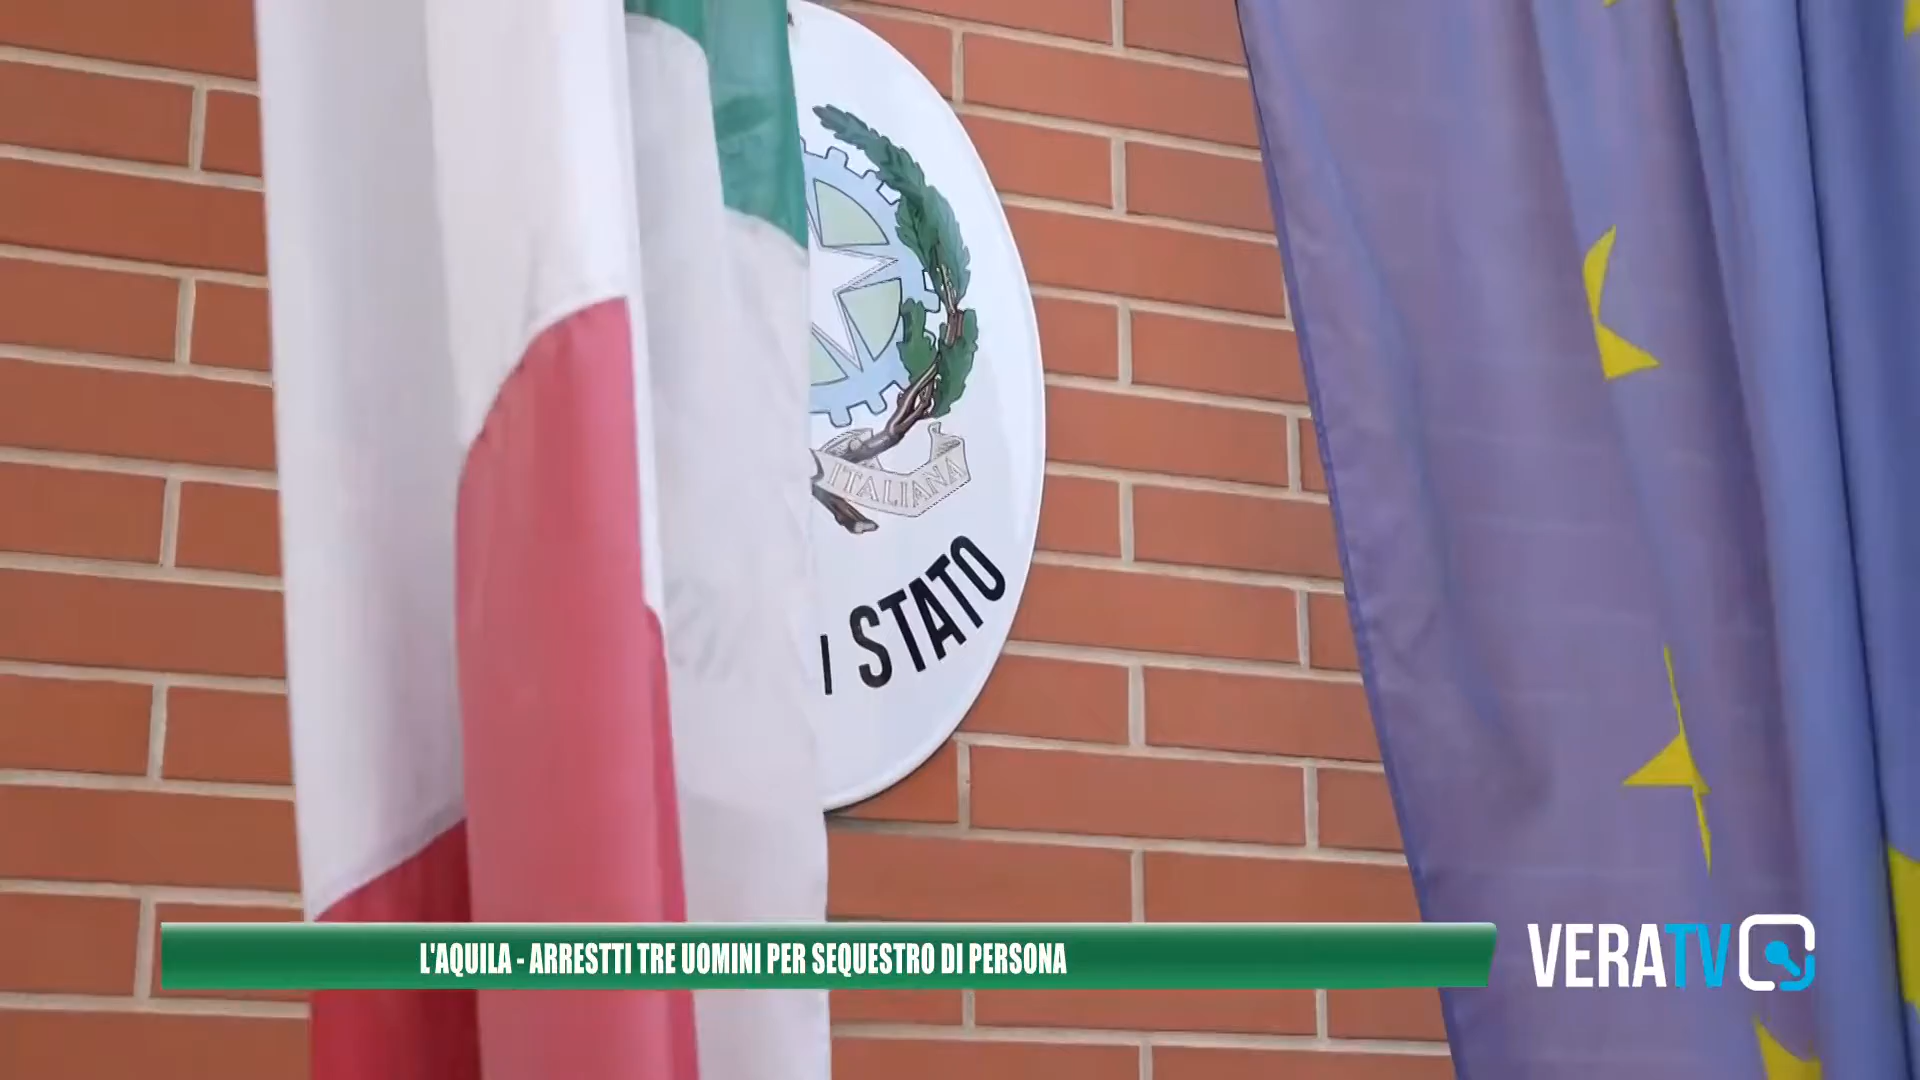 ITALIANA
STATO
L'AQUILA - ARRESTTI TRE UOMINI PER SEQUESTRO DI PERSONA
VERATV